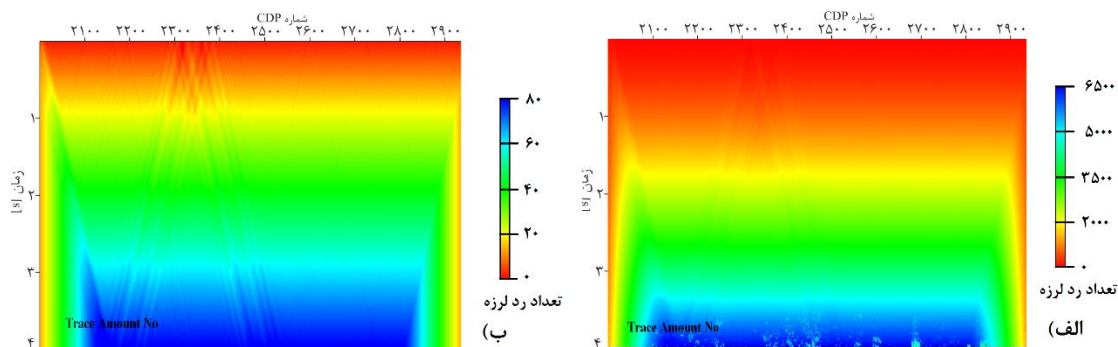 شماره CDP
۲۱۰۰ ۲۲۰۰ ۲۳۰۰ ۲۴۰۰ ۲۵۰۰ ۲۶۰۰ ۲۷۰۰ ۲۸۰۰ ۲۹۰۰
۶۵۰۰
۵۰۰۰
۳۵۰۰
۲۰۰۰
۰
تعداد رد لرزه
الف)
زمان [s]
۱
۲
۳
۴
Trace Amount No
شماره CDP
۲۱۰۰ ۲۲۰۰ ۲۳۰۰ ۲۴۰۰ ۲۵۰۰ ۲۶۰۰ ۲۷۰۰ ۲۸۰۰ ۲۹۰۰
۸۰
۶۰
۴۰
۲۰
۰
تعداد رد لرزه
ب)
زمان [s]
۱
۲
۳
۴
Trace Amount No